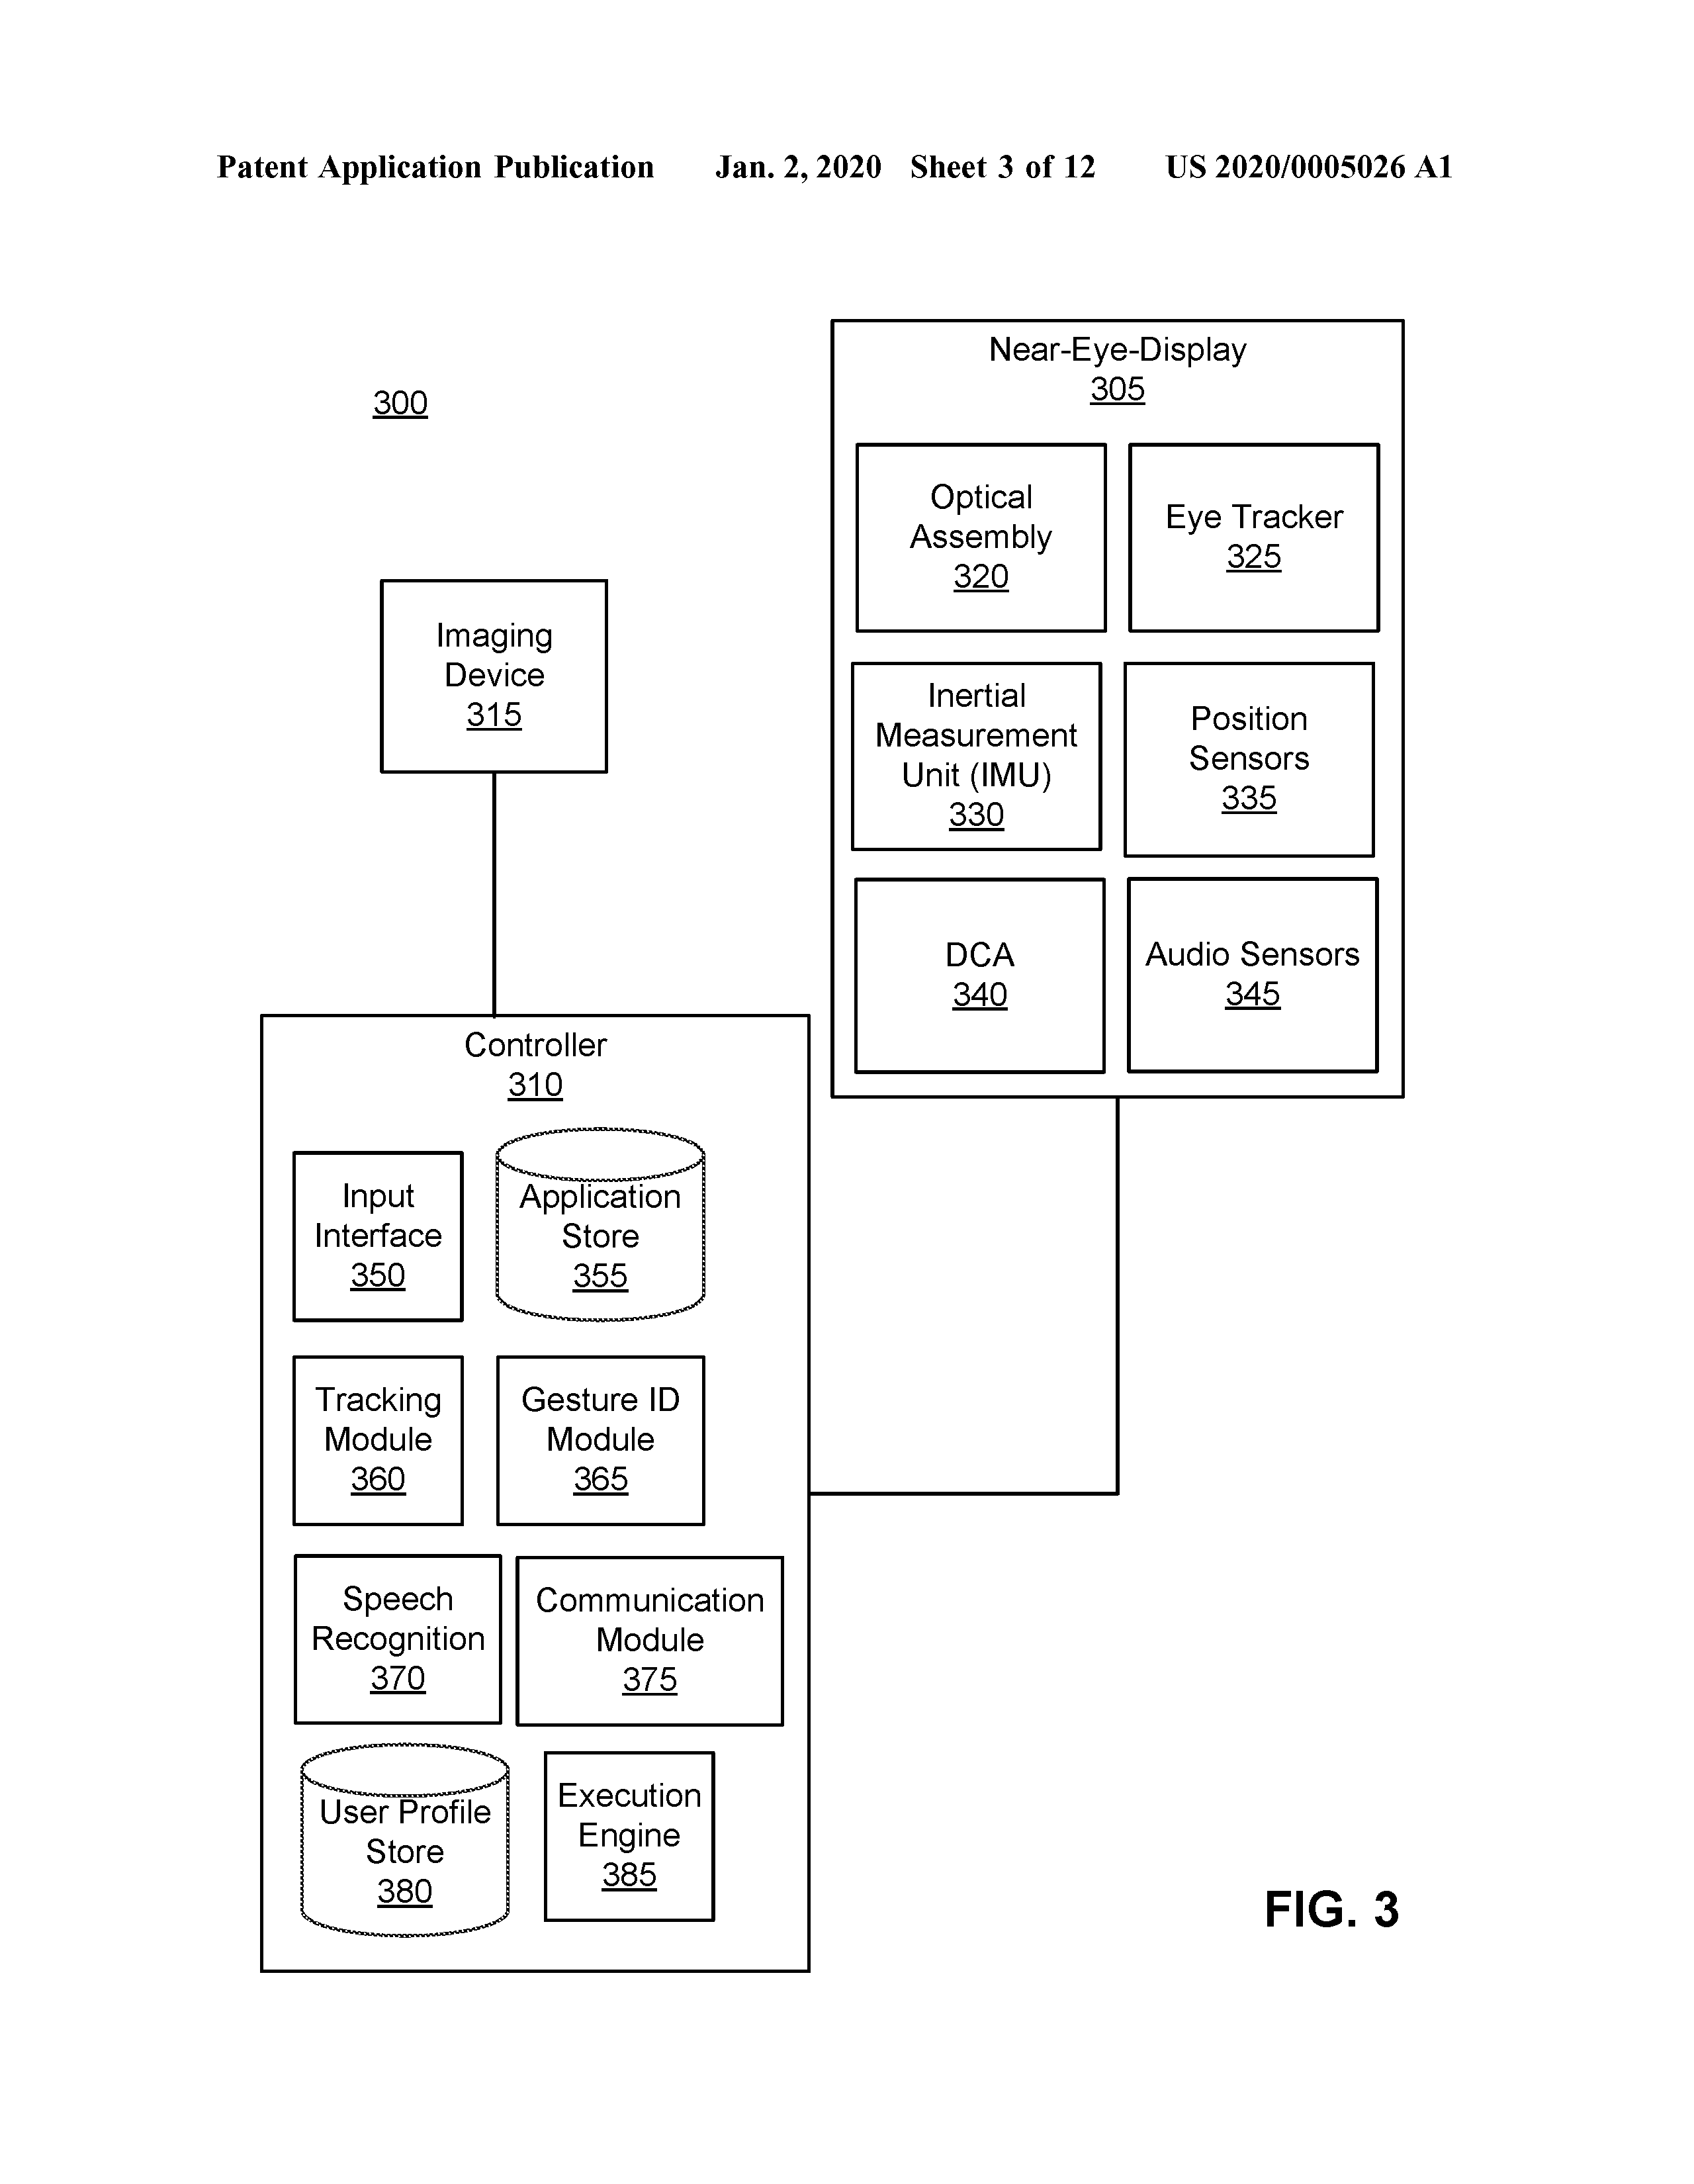 Patent Application Publication Jan. 2, 2020 Sheet 3 of 12 US 2020/0005026 A1
300
Near-Eye-Display
305
Optical
Assembly
320
Eye Tracker
325
Imaging
Device
315
Inertial
Measurement
Unit (IMU)
330
Position
Sensors
335
DCA
340
Audio Sensors
345
Controller
310
Input
Interface
350
Application
Store
355
Tracking
Module
360
Gesture ID
Module
365
Speech
Recognition
370
Communication
Module
375
User Profile
Store
380
Execution
Engine
385
FIG. 3